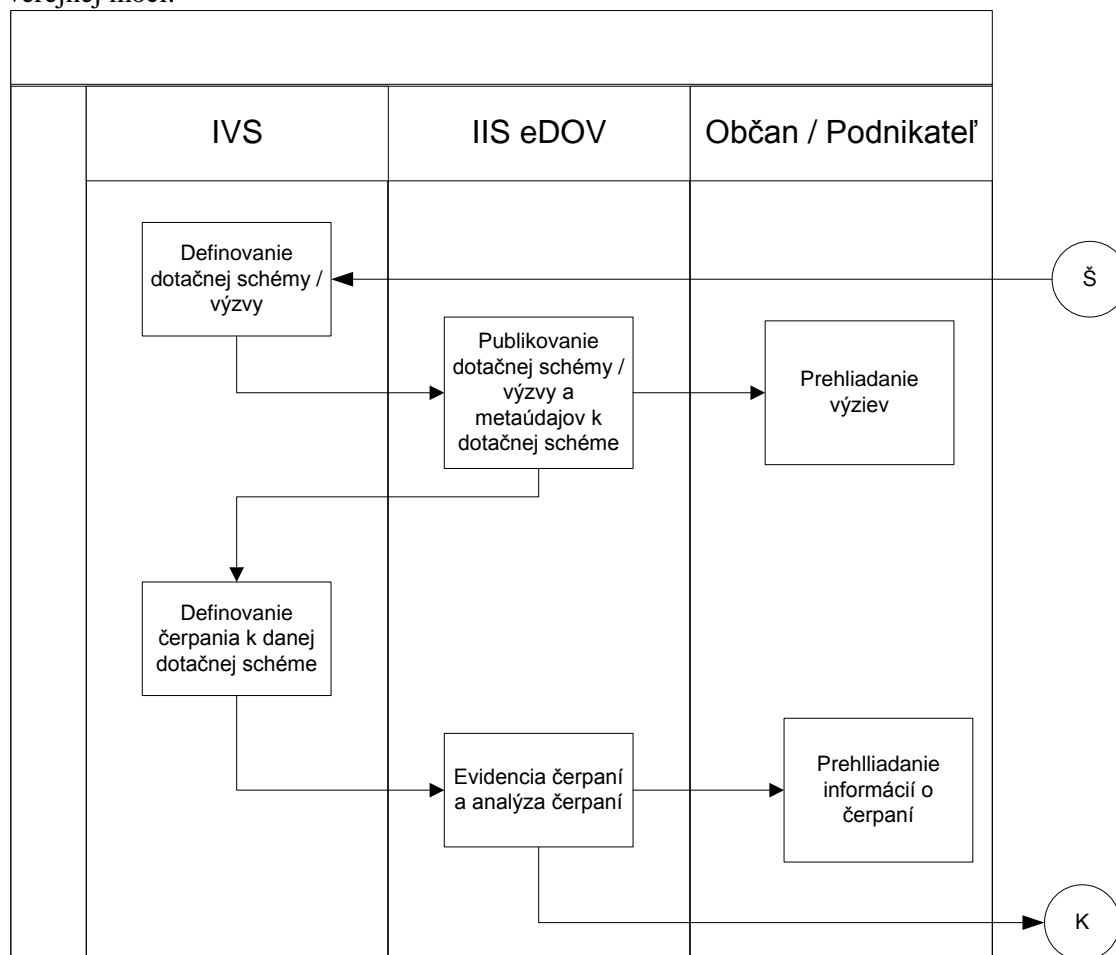 IVS
IIS eDOV
Občan / Podnikateľ
Definovanie
dotačnej schémy /
výzvy
Š
Publikovanie
dotačnej schémy /
výzvy a
metaúdajov k
dotačnej schéme
Prehliadanie
výziev
Definovanie
čerpania k danej
dotačnej schéme
Evidencia čerpaní
a analýza čerpaní
Prehlliadanie
informácií o
čerpaní
K